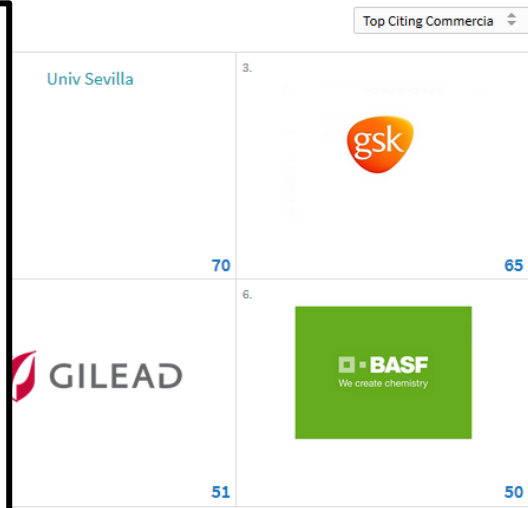 Top Citing Commercia
Univ Sevilla
3.
gsk
70
65
6.
GILEAD
BASF
We create chemistry
51
50